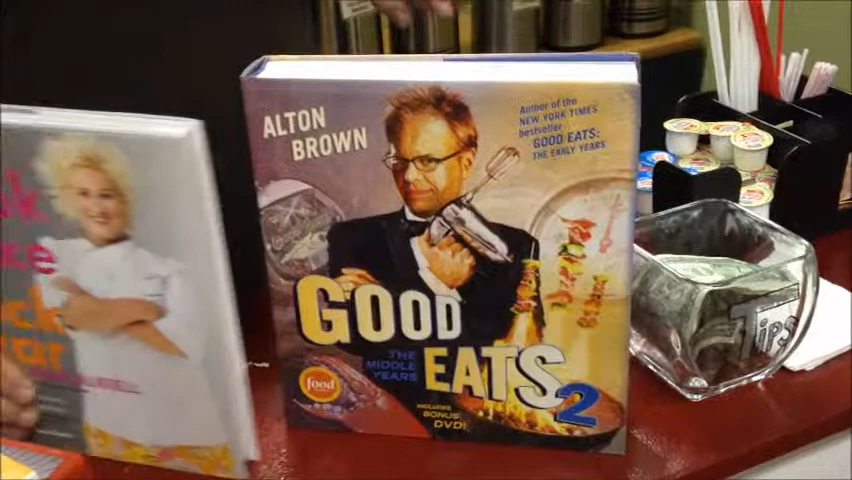 ALTON
BROWN
Author of the
NEW YORK TIMES
bestseller
GOOD EATS:
THE EARLY YEARS
GOOD
THE MIDDLE
YEARS
EATS
2
food
INCLUDES
BONUS
DVD!
TIPS